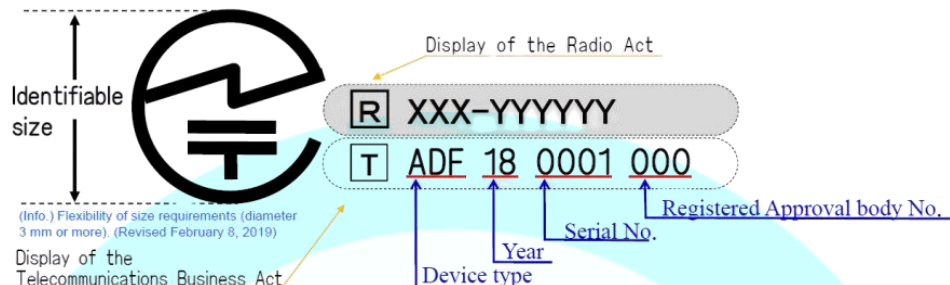 Display of the Radio Act
Identifiable
size
R XXX-YYYYYY
T ADF 18 0001 000
(Info.) Flexibility of size requirements (diameter
3 mm or more). (Revised February 8, 2019)
Registered Approval body No.
Serial No.
Year
Device type
Display of the
Telecommunications Business Act